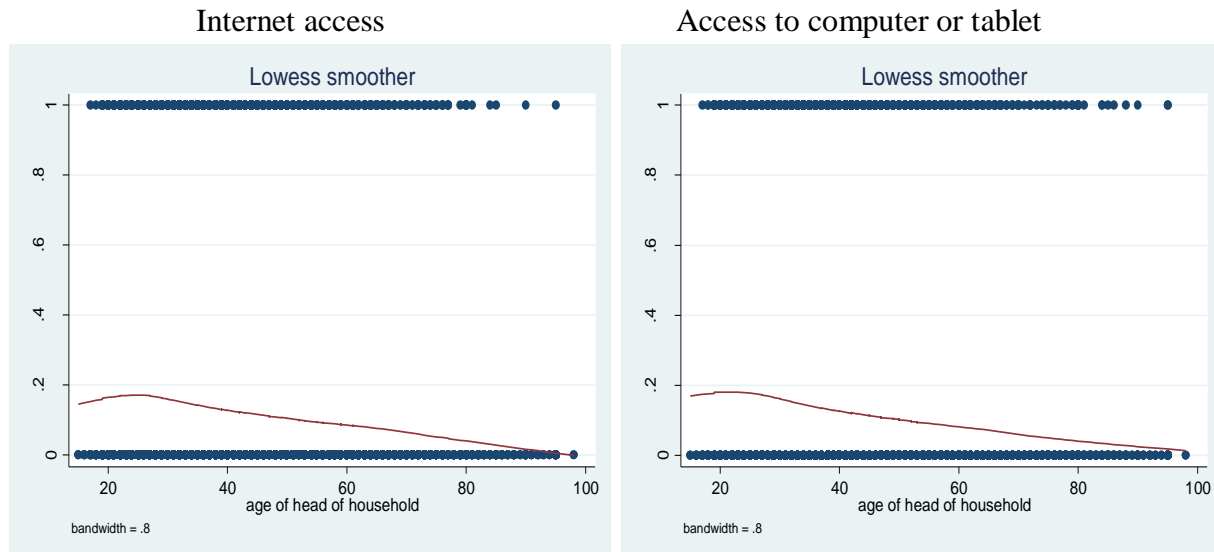 Internet access
Lowess smoother
1
.8
.6
.4
.2
0
20 40 60 80 100
age of head of household
bandwidth = .8
Access to computer or tablet
Lowess smoother
1
.8
.6
.4
.2
0
20 40 60 80 100
age of head of household
bandwidth = .8